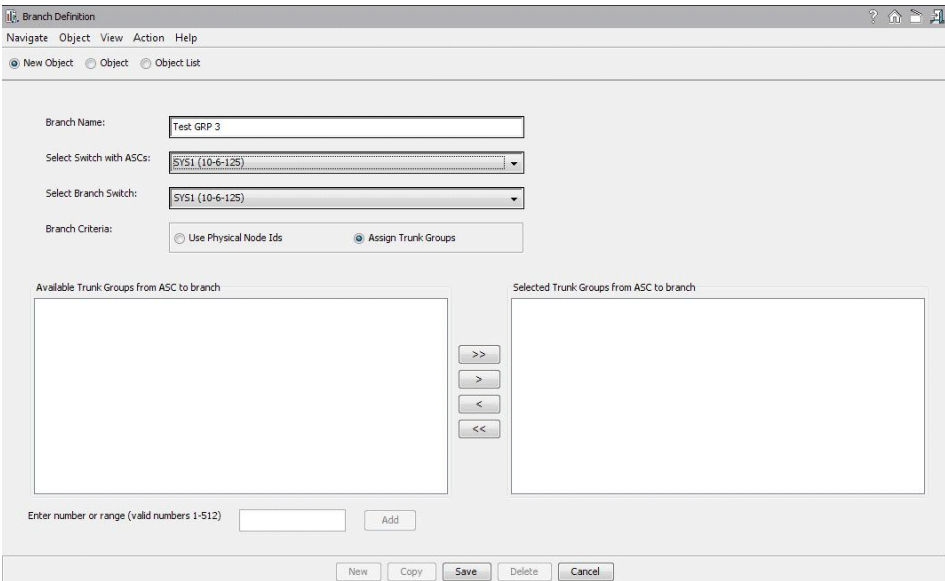 Branch Definition
Navigate Object View Action Help
New Object Object Object List
Branch Name: Test GRP 3
Select Switch with ASCs: SYS1 (10-6-125)
Select Branch Switch: SYS1 (10-6-125)
Branch Criteria: Use Physical Node Ids Assign Trunk Groups
Available Trunk Groups from ASC to branch Selected Trunk Groups from ASC to branch
>>
>
<
<<
Enter number or range (valid numbers 1-512) Add
New Copy Save Delete Cancel